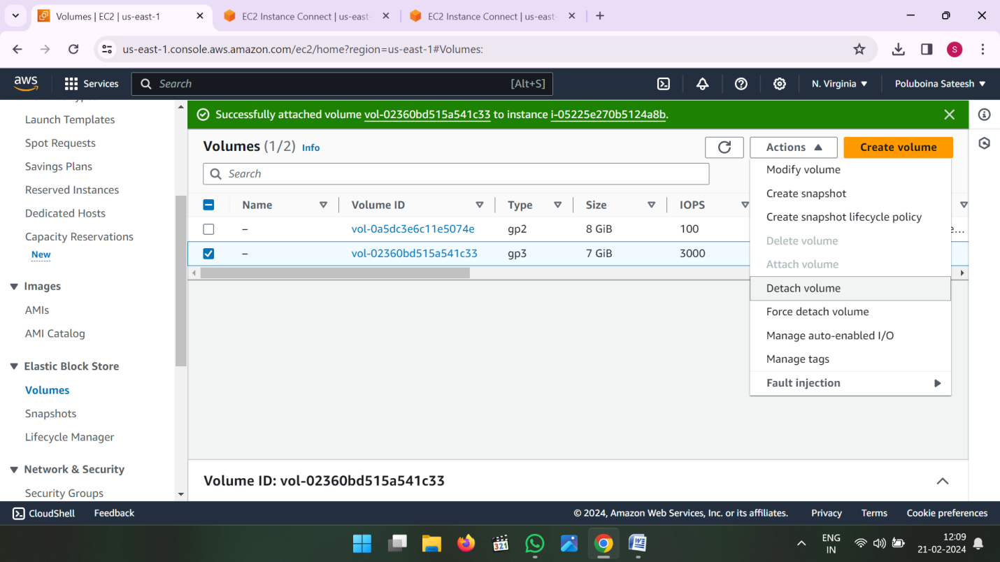 Volumes | EC2 | us-east-1
EC2 Instance Connect | us-east-
EC2 Instance Connect | us-east-
us-east-1.console.aws.amazon.com/ec2/home?region=us-east-1#Volumes:
S
aws
Services
Search
[Alt+S]
N. Virginia
Poluboina Sateesh
Launch Templates
Spot Requests
Savings Plans
Reserved Instances
Dedicated Hosts
Capacity Reservations
New
Images
AMIs
AMI Catalog
Elastic Block Store
Volumes
Snapshots
Lifecycle Manager
Network & Security
Security Groups
Successfully attached volume vol-02360bd515a541c33 to instance i-05225e270b5124a8b.
Volumes (1/2) Info
Actions
Create volume
Search
Name Volume ID Type Size IOPS
– vol-0a5dc3e6c11e5074e gp2 8 GiB 100
– vol-02360bd515a541c33 gp3 7 GiB 3000
Modify volume
Create snapshot
Create snapshot lifecycle policy
Delete volume
Attach volume
Detach volume
Force detach volume
Manage auto-enabled I/O
Manage tags
Fault injection
Volume ID: vol-02360bd515a541c33
CloudShell Feedback © 2024, Amazon Web Services, Inc. or its affiliates. Privacy Terms Cookie preferences
321
ENG
IN
12:09
21-02-2024